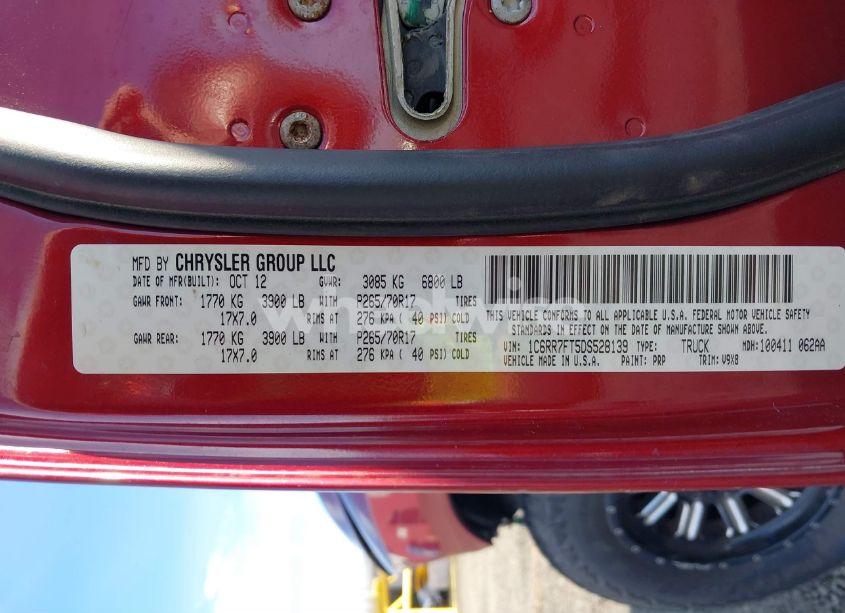 MFD BY CHRYSLER GROUP LLC
DATE OF MFR(BUILT): OCT 12 GVWR: 3085 KG 6800 LB
GAWR FRONT: 1770 KG 3900 LB WITH P265/70R17 TIRES
17X7.0 RIMS AT 276 KPA ( 40 PSI) COLD
GAWR REAR: 1770 KG 3900 LB WITH P265/70R17 TIRES
17X7.0 RIMS AT 276 KPA ( 40 PSI) COLD
THIS VEHICLE CONFORMS TO ALL APPLICABLE U.S.A. FEDERAL MOTOR VEHICLE SAFETY
STANDARDS IN EFFECT ON THE DATE OF MANUFACTURE SHOWN ABOVE.
VIN: 1C6RR7FT5DS528139 TYPE: TRUCK MDH:100411 062AA
VEHICLE MADE IN U.S.A. PAINT: PRP TRIM: V9X8